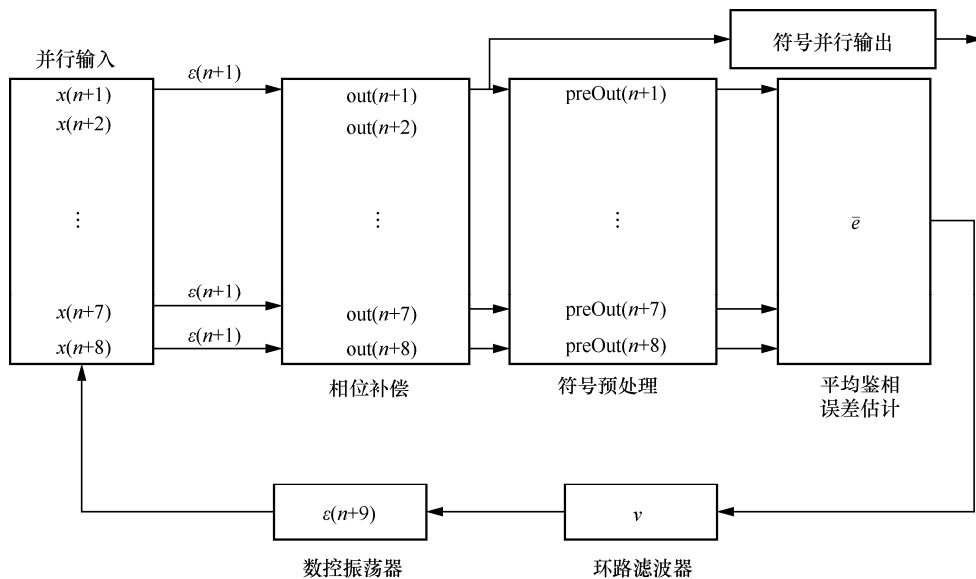 符号并行输出
并行输入
x(n+1)
x(n+2)
⋮
x(n+7)
x(n+8)
ε(n+1)
ε(n+1)
ε(n+1)
out(n+1)
out(n+2)
⋮
out(n+7)
out(n+8)
相位补偿
preOut(n+1)
⋮
preOut(n+7)
preOut(n+8)
符号预处理
ē
平均鉴相
误差估计
ε(n+9)
数控振荡器
v
环路滤波器